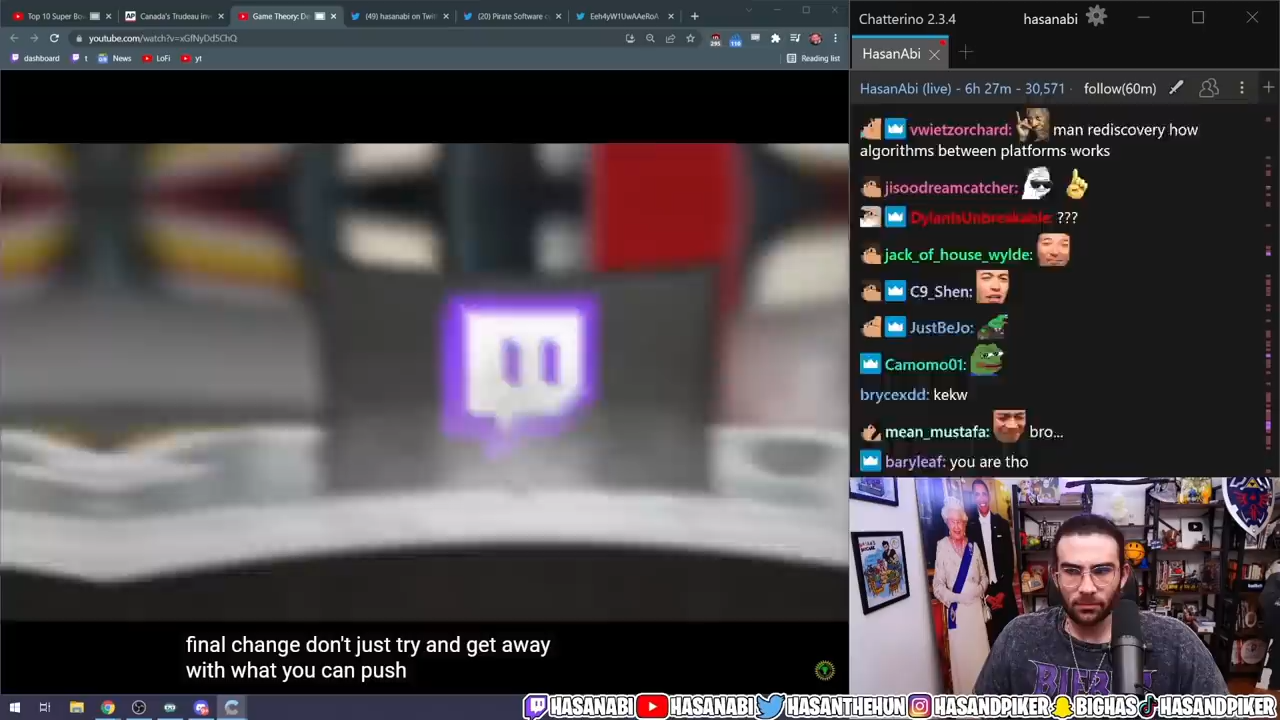 Top 10 Super Bo
Canada's Trudeau inv
Game Theory: De
(49) hasanabi on Twi
(20) Pirate Software c
Eeh4yW1UwAAeRoA
youtube.com/watch?v=xGfNyDd5ChQ
295
116
dashboard
t
News
LoFi
yt
Reading list
Chatterino 2.3.4
hasanabi
HasanAbi
HasanAbi (live) - 6h 27m - 30,571
follow(60m)
vwietzorchard: man rediscovery how
algorithms between platforms works
jisoodreamcatcher:
DylanIsUnbreakable: ???
jack_of_house_wylde:
C9_Shen:
JustBeJo:
Camomo01:
brycexdd: kekw
mean_mustafa: bro...
baryleaf: you are tho
final change don't just try and get away
with what you can push
HASANABI HASANABI HASANTHEHUN HASANDPIKER BIGHAS HASANDPIKER